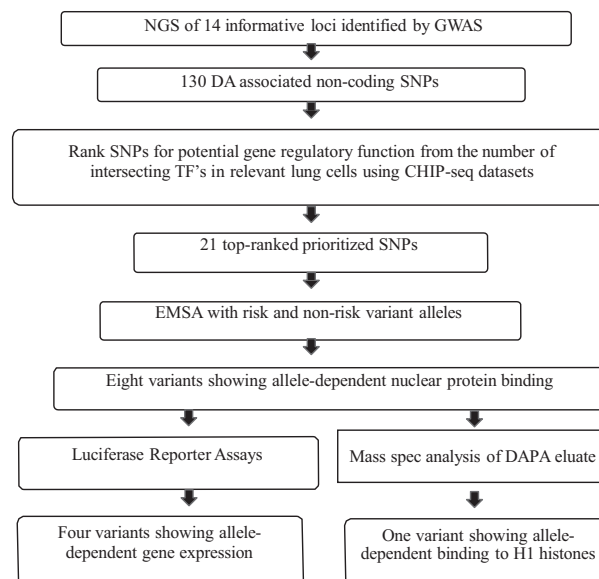 NGS of 14 informative loci identified by GWAS
130 DA associated non-coding SNPs
Rank SNPs for potential gene regulatory function from the number of
intersecting TF's in relevant lung cells using CHIP-seq datasets
21 top-ranked prioritized SNPs
EMSA with risk and non-risk variant alleles
Eight variants showing allele-dependent nuclear protein binding
Luciferase Reporter Assays
Mass spec analysis of DAPA eluate
Four variants showing allele-
dependent gene expression
One variant showing allele-
dependent binding to H1 histones